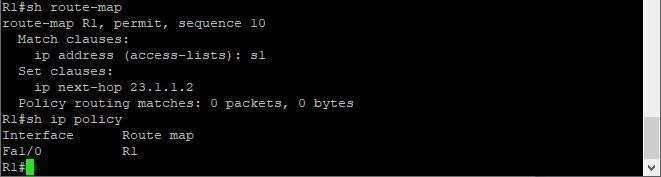 R1#sh route-map
route-map R1, permit, sequence 10
Match clauses:
ip address (access-lists): s1
Set clauses:
ip next-hop 23.1.1.2
Policy routing matches: 0 packets, 0 bytes
R1#sh ip policy
Interface Route map
Fa1/0 R1
R1#